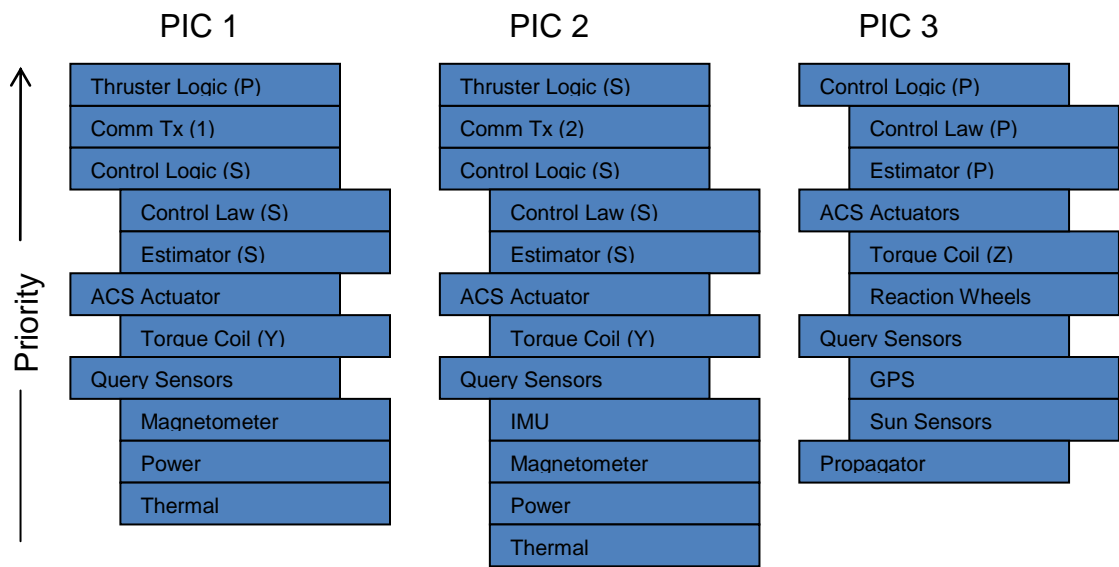 PIC 1
PIC 2
PIC 3
Priority
Thruster Logic (P)
Comm Tx (1)
Control Logic (S)
Control Law (S)
Estimator (S)
ACS Actuator
Torque Coil (Y)
Query Sensors
Magnetometer
Power
Thermal
Thruster Logic (S)
Comm Tx (2)
Control Logic (S)
Control Law (S)
Estimator (S)
ACS Actuator
Torque Coil (Y)
Query Sensors
IMU
Magnetometer
Power
Thermal
Control Logic (P)
Control Law (P)
Estimator (P)
ACS Actuators
Torque Coil (Z)
Reaction Wheels
Query Sensors
GPS
Sun Sensors
Propagator